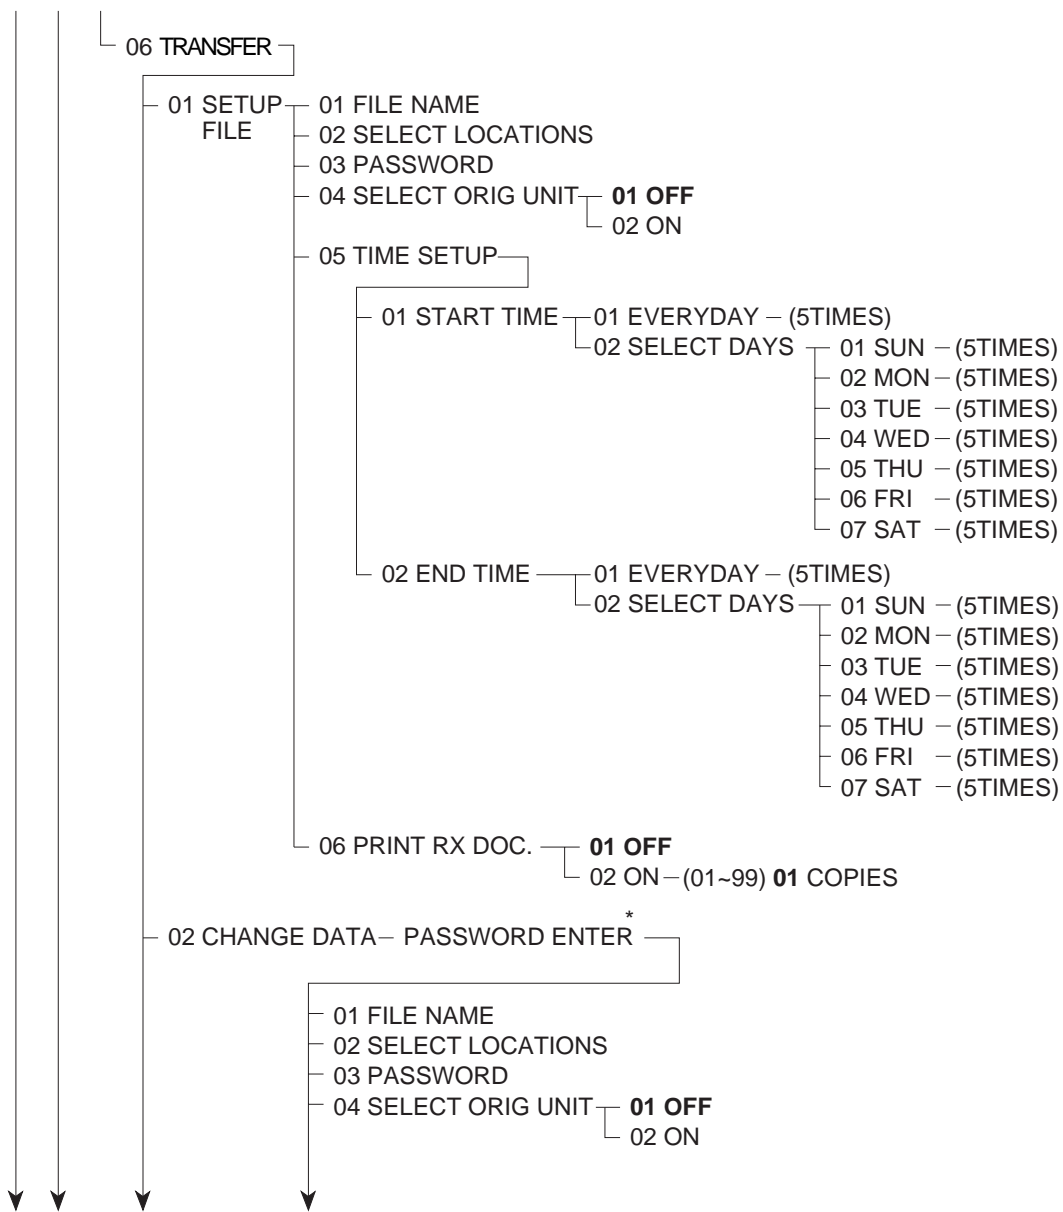 06 TRANSFER
01 SETUP FILE
01 FILE NAME
02 SELECT LOCATIONS
03 PASSWORD
04 SELECT ORIG UNIT
01 OFF
02 ON
05 TIME SETUP
01 START TIME
01 EVERYDAY (5TIMES)
02 SELECT DAYS
01 SUN (5TIMES)
02 MON (5TIMES)
03 TUE (5TIMES)
04 WED (5TIMES)
05 THU (5TIMES)
06 FRI (5TIMES)
07 SAT (5TIMES)
02 END TIME
01 EVERYDAY (5TIMES)
02 SELECT DAYS
01 SUN (5TIMES)
02 MON (5TIMES)
03 TUE (5TIMES)
04 WED (5TIMES)
05 THU (5TIMES)
06 FRI (5TIMES)
07 SAT (5TIMES)
06 PRINT RX DOC.
01 OFF
02 ON (01~99) 01 COPIES
02 CHANGE DATA PASSWORD ENTER*
01 FILE NAME
02 SELECT LOCATIONS
03 PASSWORD
04 SELECT ORIG UNIT
01 OFF
02 ON